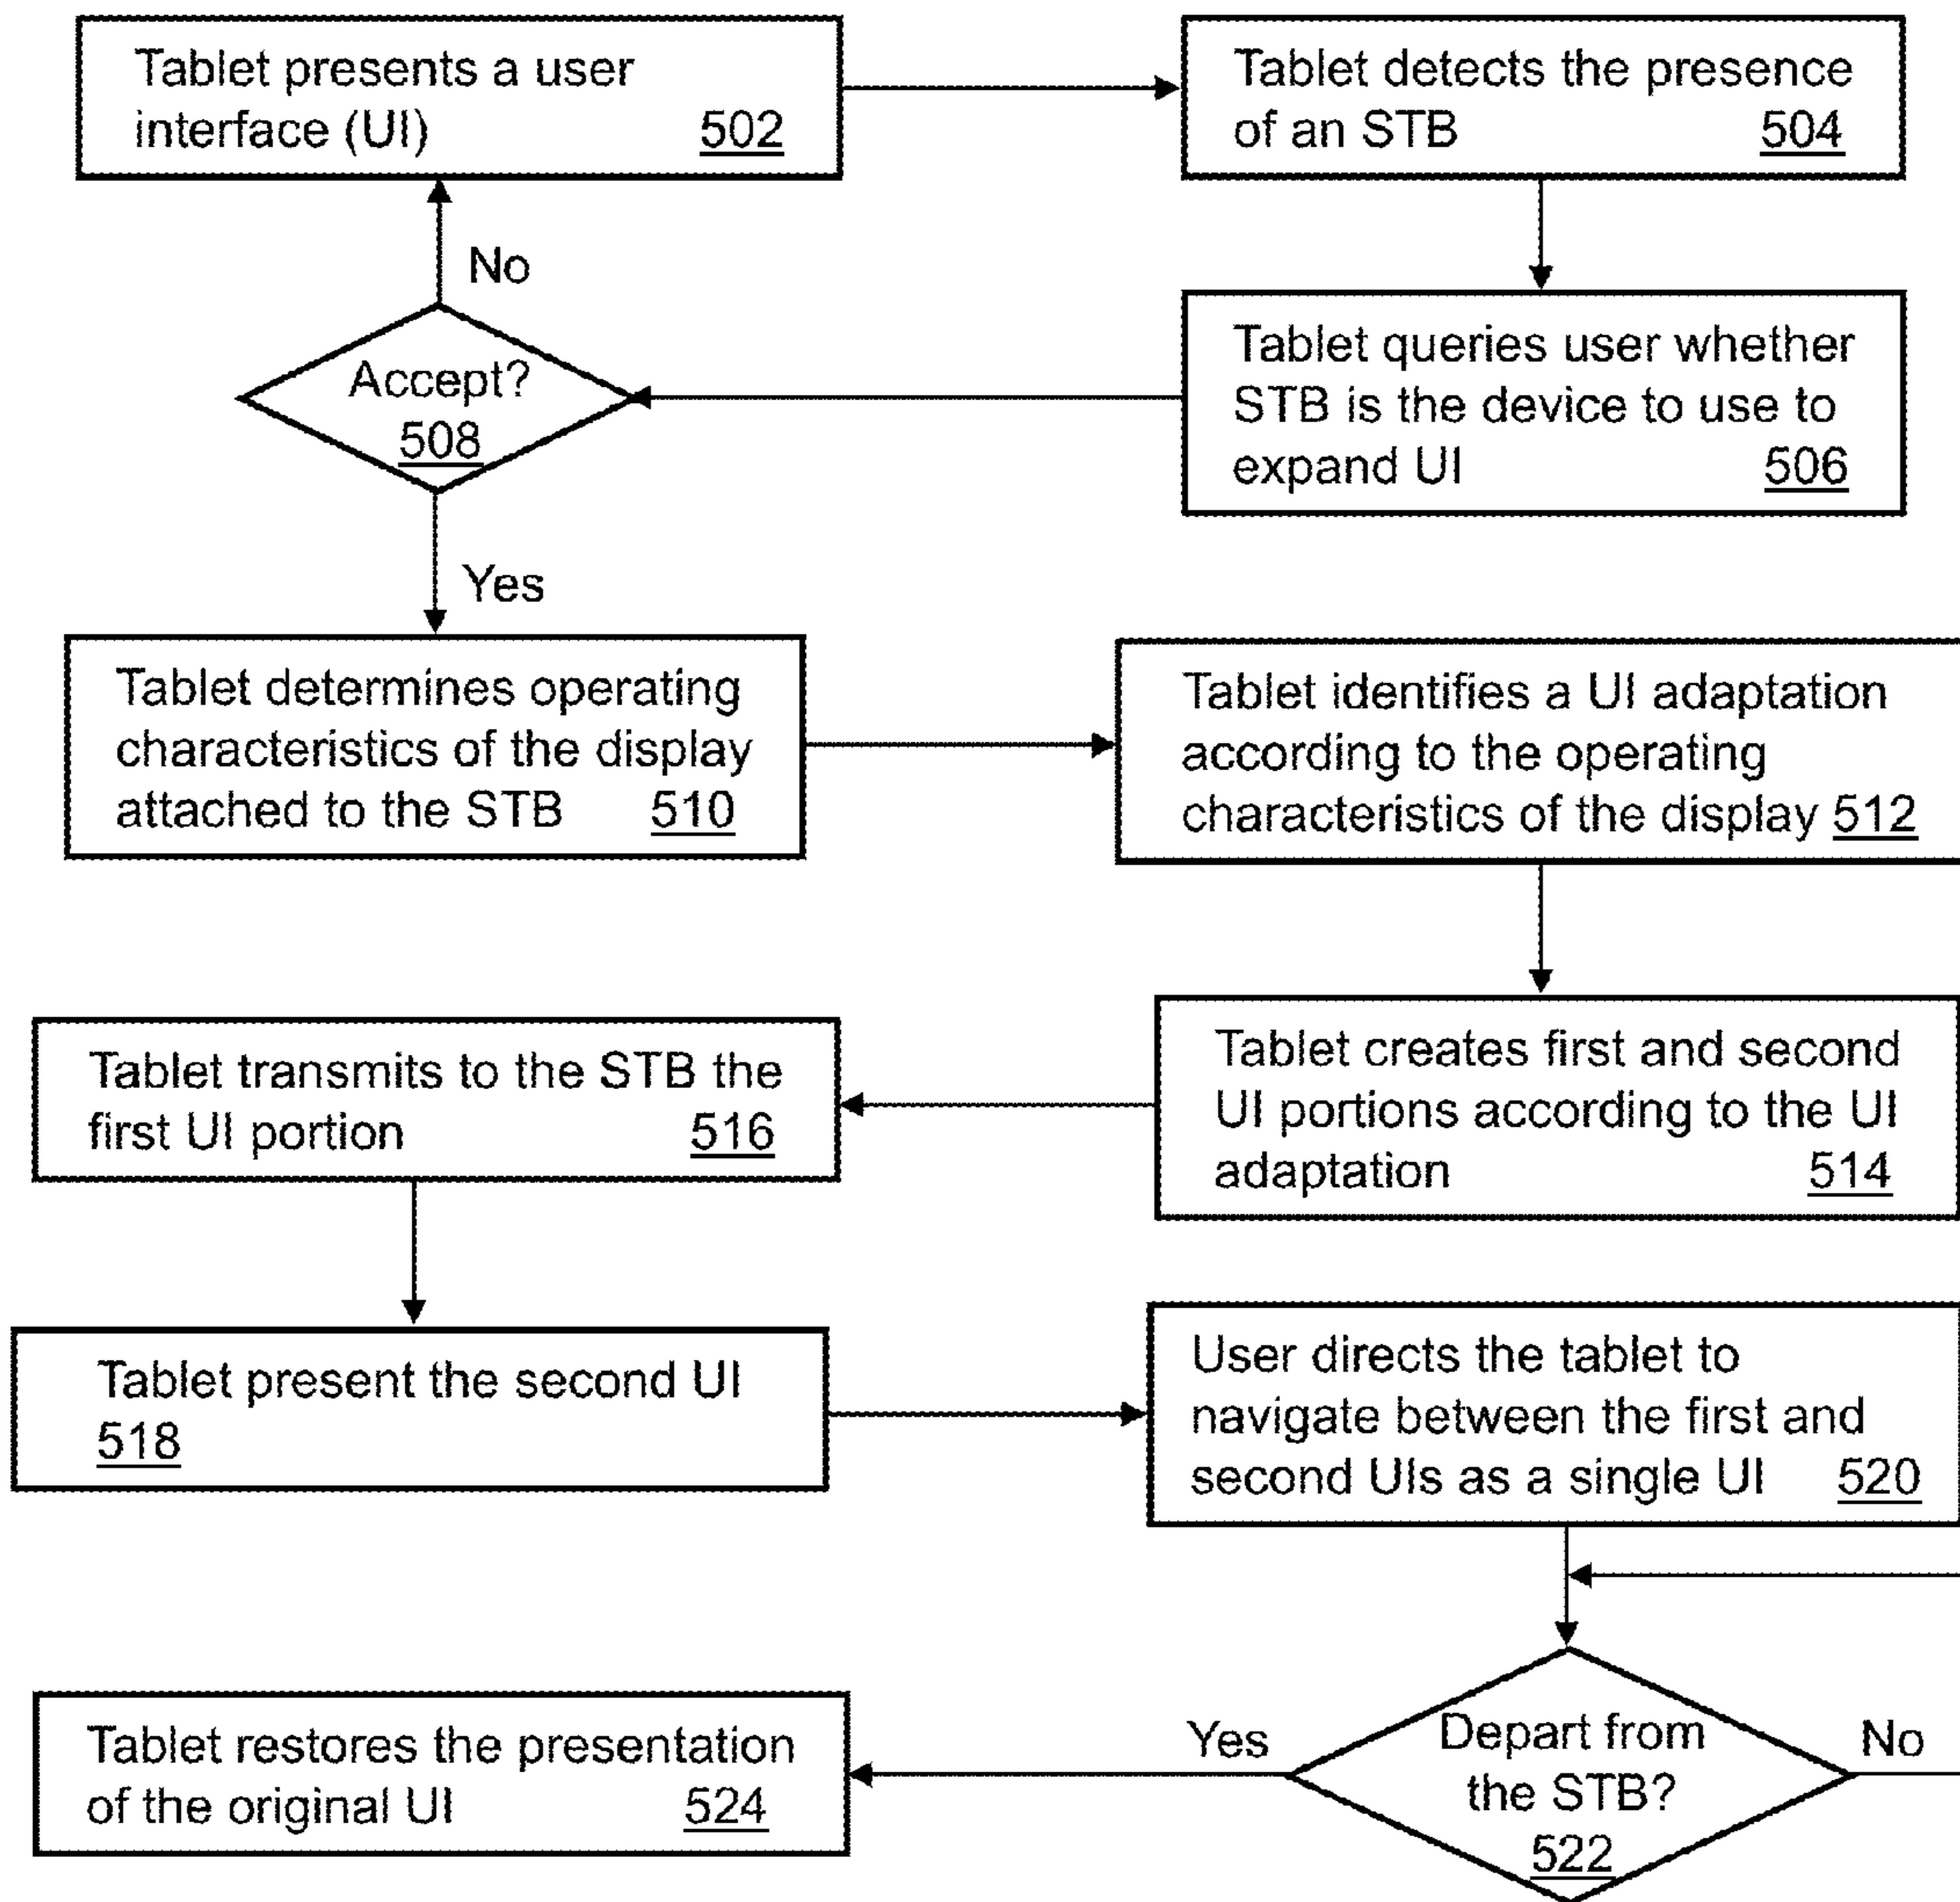 Tablet presents a user
interface (UI) 502
Tablet detects the presence
of an STB 504
No
Accept?
508
Tablet queries user whether
STB is the device to use to
expand UI 506
Yes
Tablet determines operating
characteristics of the display
attached to the STB 510
Tablet identifies a UI adaptation
according to the operating
characteristics of the display 512
Tablet transmits to the STB the
first UI portion 516
Tablet creates first and second
UI portions according to the UI
adaptation 514
Tablet present the second UI
518
User directs the tablet to
navigate between the first and
second UIs as a single UI 520
Tablet restores the presentation
of the original UI 524
Yes
Depart from
the STB?
522
No